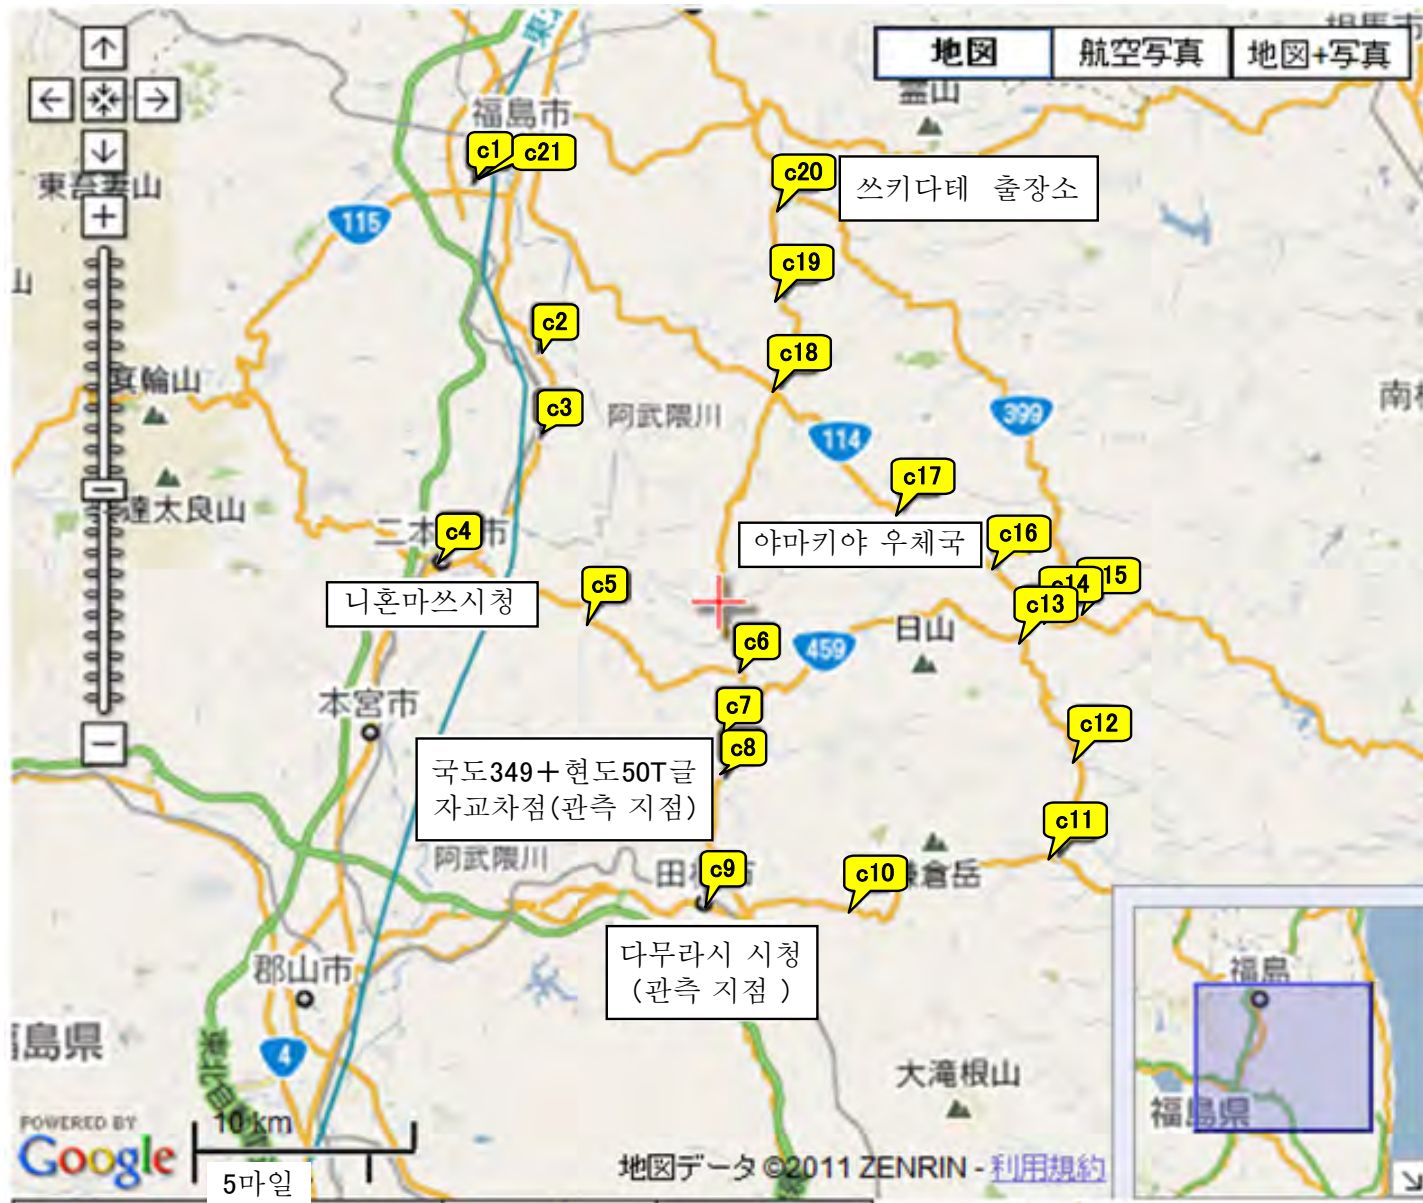 地図
航空写真
地図+写真
霊山
福島市
c1
c21
c20
쓰키다테 출장소
115
c19
c2
c18
c3
阿武隈川
399
114
c17
達太良山
c4
야마키야 우체국
c16
니혼마쓰시청
c5
c14
15
c13
日山
c6
459
本宮市
c7
c12
c8
국도349+현도50T글
자교차점(관측 지점)
c11
阿武隈川
c9
c10
倉岳
다무라시 시청
(관측 지점 )
郡山市
福島
島県
4
大滝根山
福島県
POWERED BY
Google
10 km
5마일
地図データ ©2011 ZENRIN - 利用規約